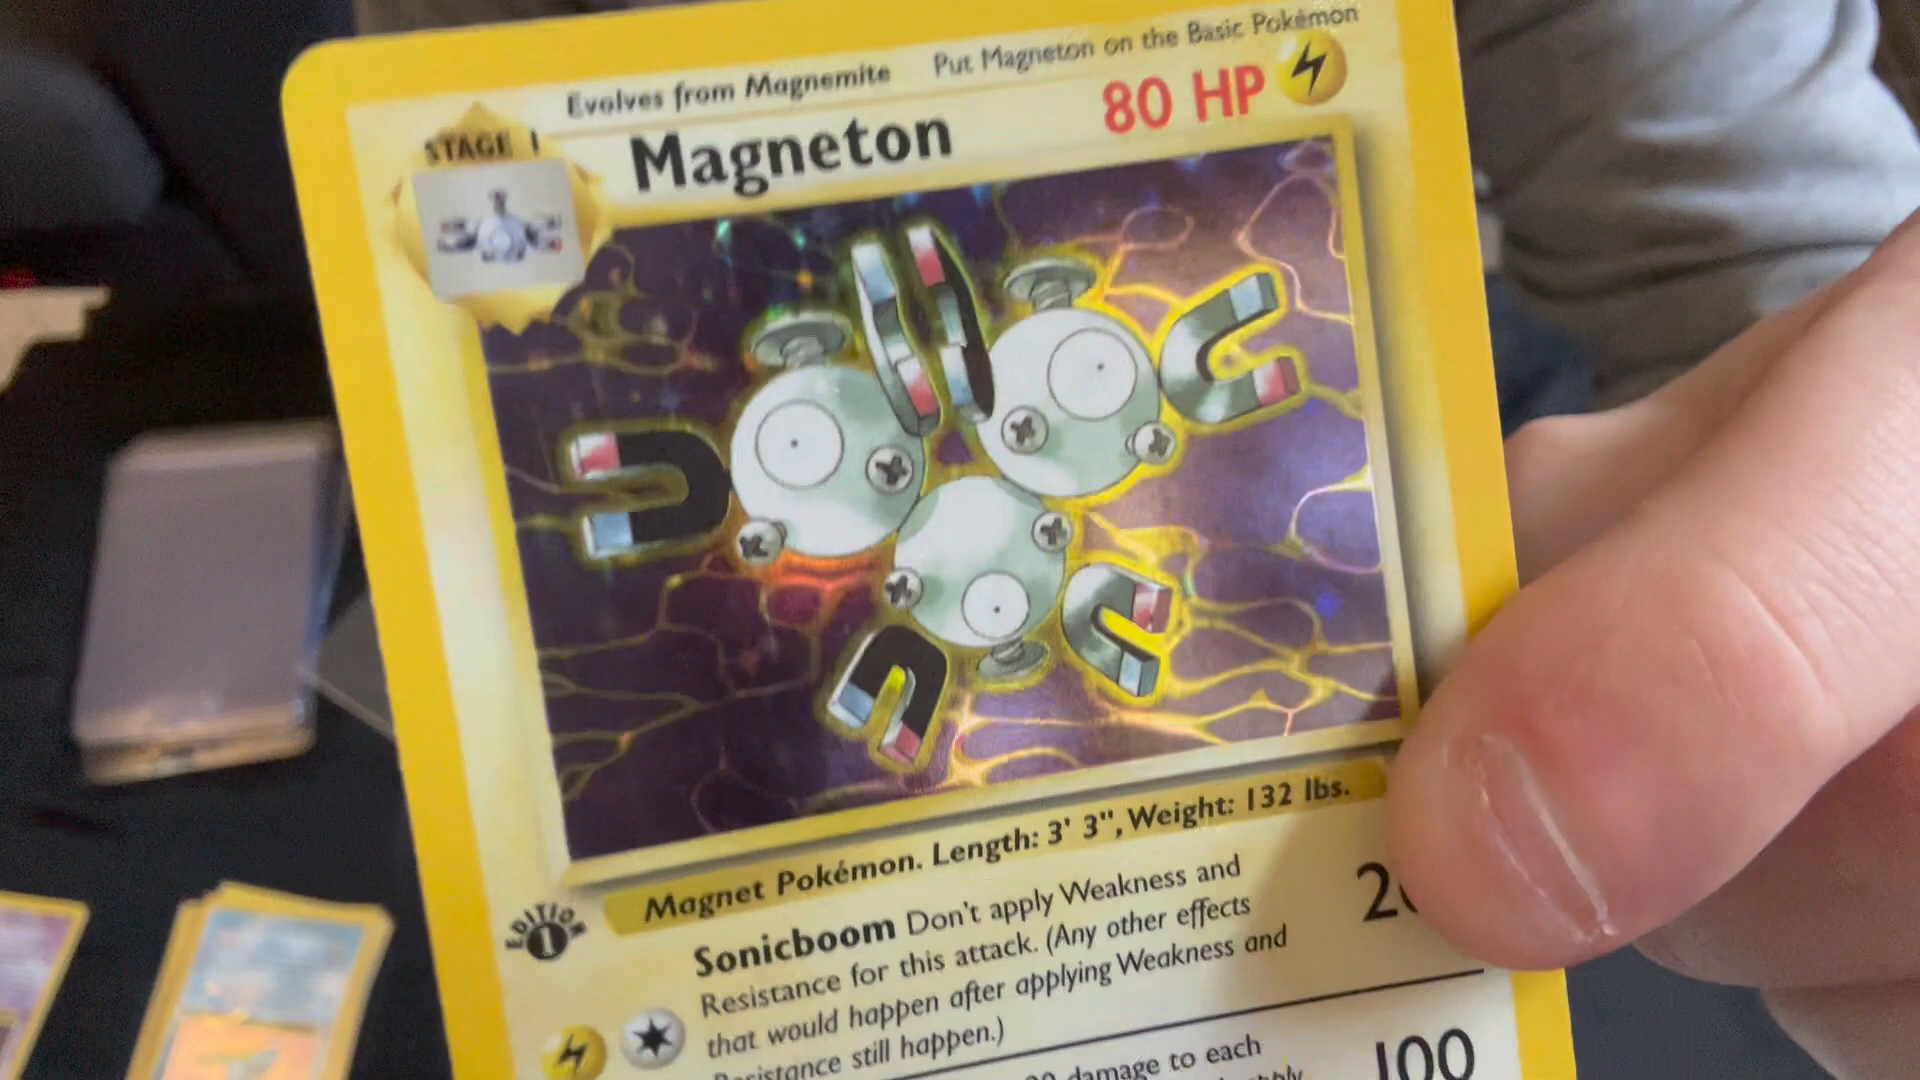 Evolves from Magnemite Put Magneton on the Basic Pokémon
STAGE 1
Magneton 80 HP
Magnet Pokémon. Length: 3' 3", Weight: 132 lbs.
EDITION
1
Sonicboom Don't apply Weakness and
Resistance for this attack. (Any other effects
that would happen after applying Weakness and
Resistance still happen.)
damage to each
100